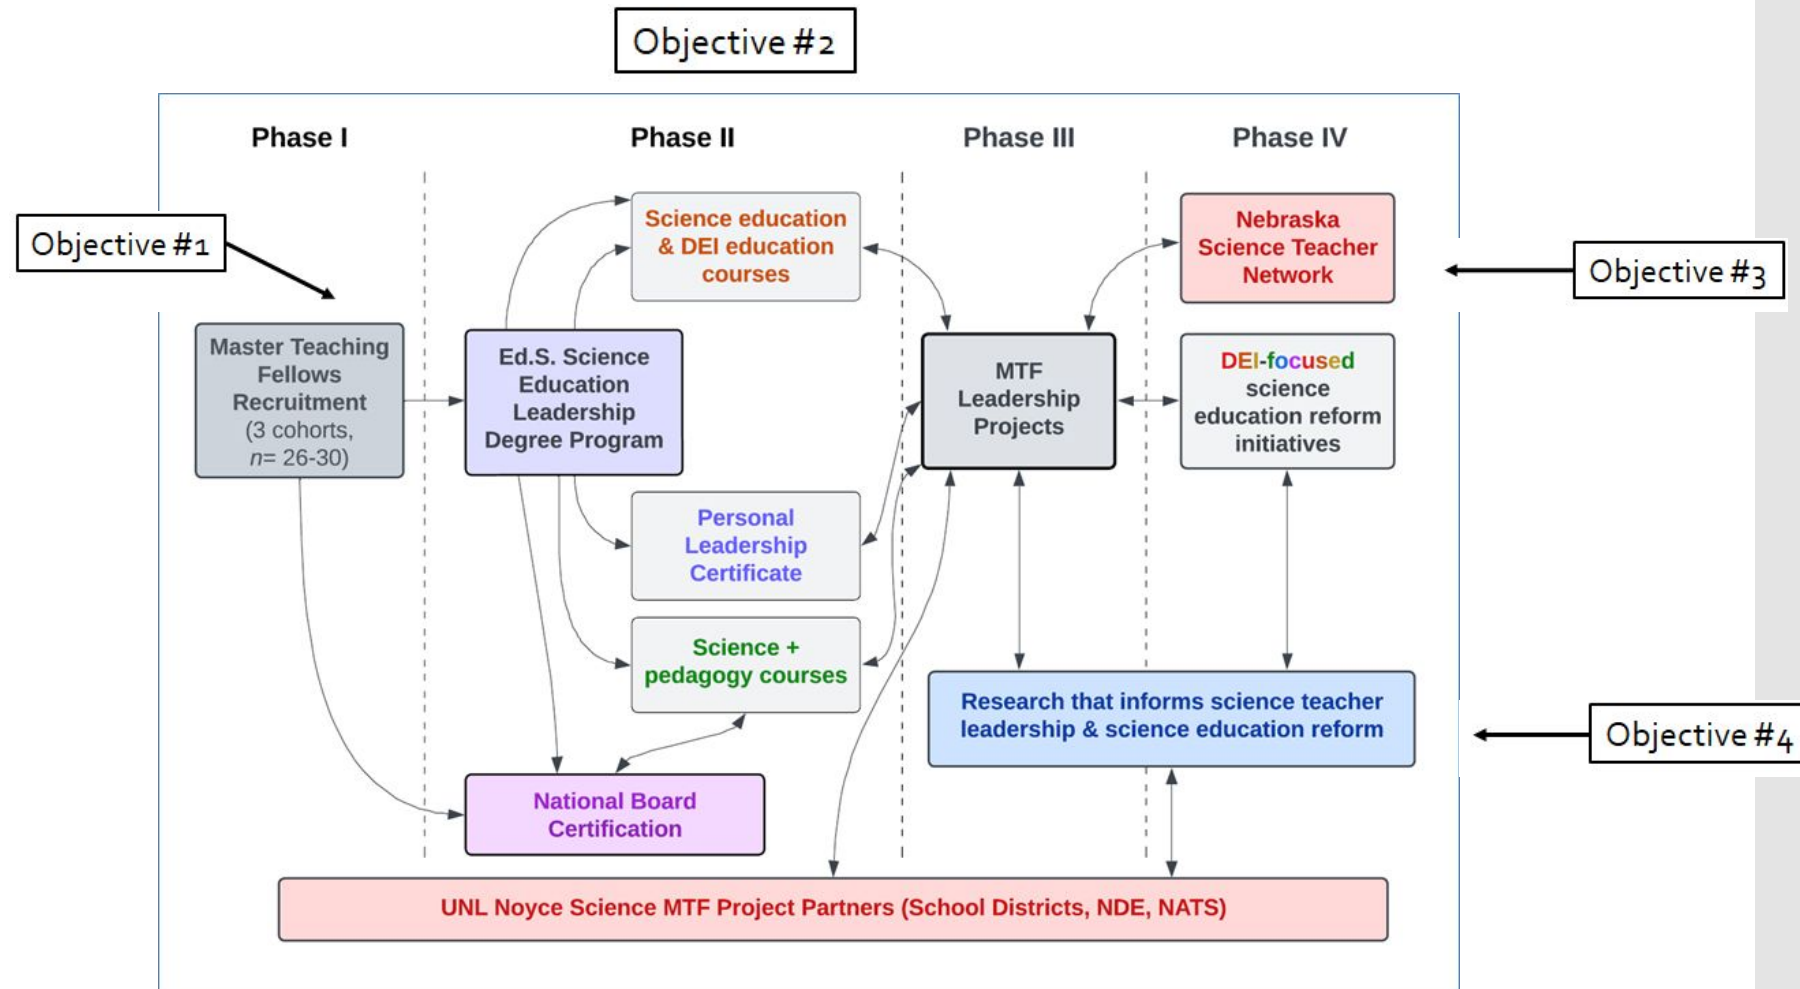 Objective #2
Phase I
Phase II
Phase III
Phase IV
Objective #1
Master Teaching
Fellows
Recruitment
(3 cohorts,
n= 26-30)
Ed.S. Science
Education
Leadership
Degree Program
Science education
& DEI education
courses
Personal
Leadership
Certificate
Science +
pedagogy courses
National Board
Certification
MTF
Leadership
Projects
Nebraska
Science Teacher
Network
DEI-focused
science
education reform
initiatives
Objective #3
Research that informs science teacher
leadership & science education reform
Objective #4
UNL Noyce Science MTF Project Partners (School Districts, NDE, NATS)